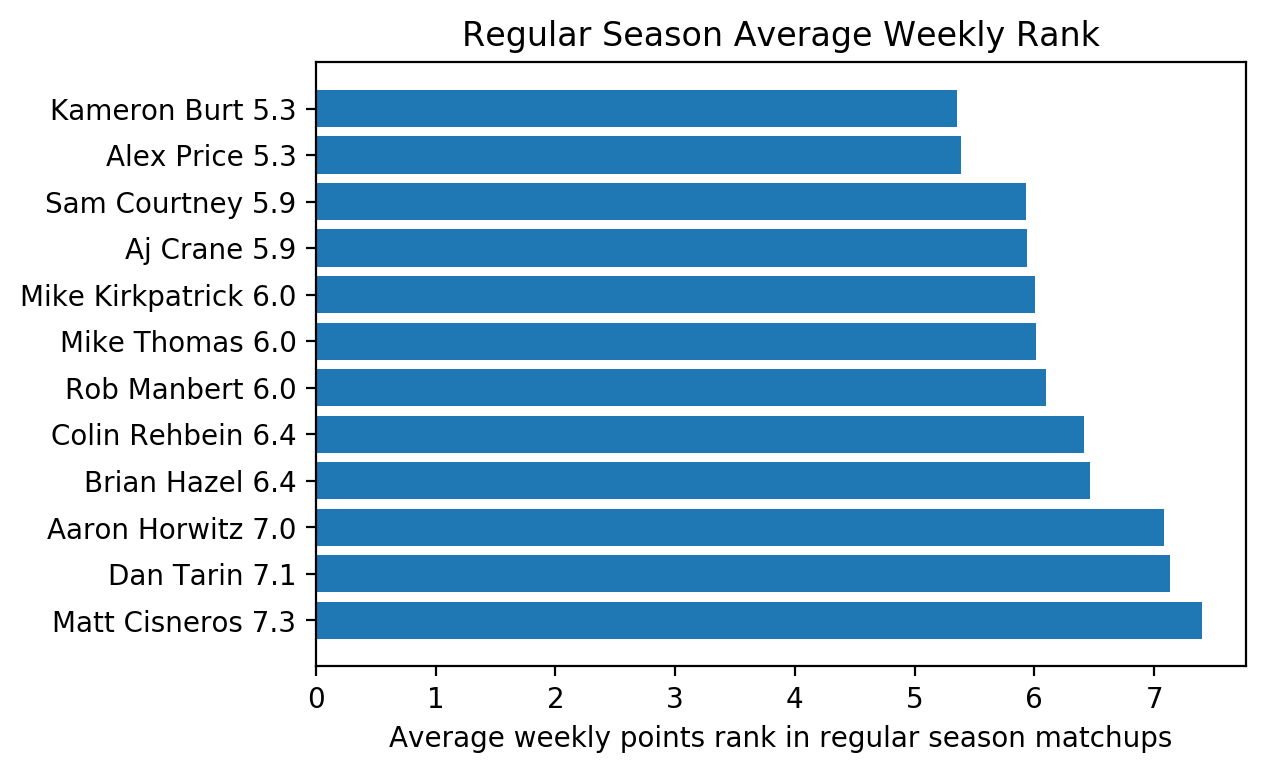 Regular Season Average Weekly Rank
Kameron Burt 5.3
Alex Price 5.3
Sam Courtney 5.9
Aj Crane 5.9
Mike Kirkpatrick 6.0
Mike Thomas 6.0
Rob Manbert 6.0
Colin Rehbein 6.4
Brian Hazel 6.4
Aaron Horwitz 7.0
Dan Tarin 7.1
Matt Cisneros 7.3
0 1 2 3 4 5 6 7
Average weekly points rank in regular season matchups